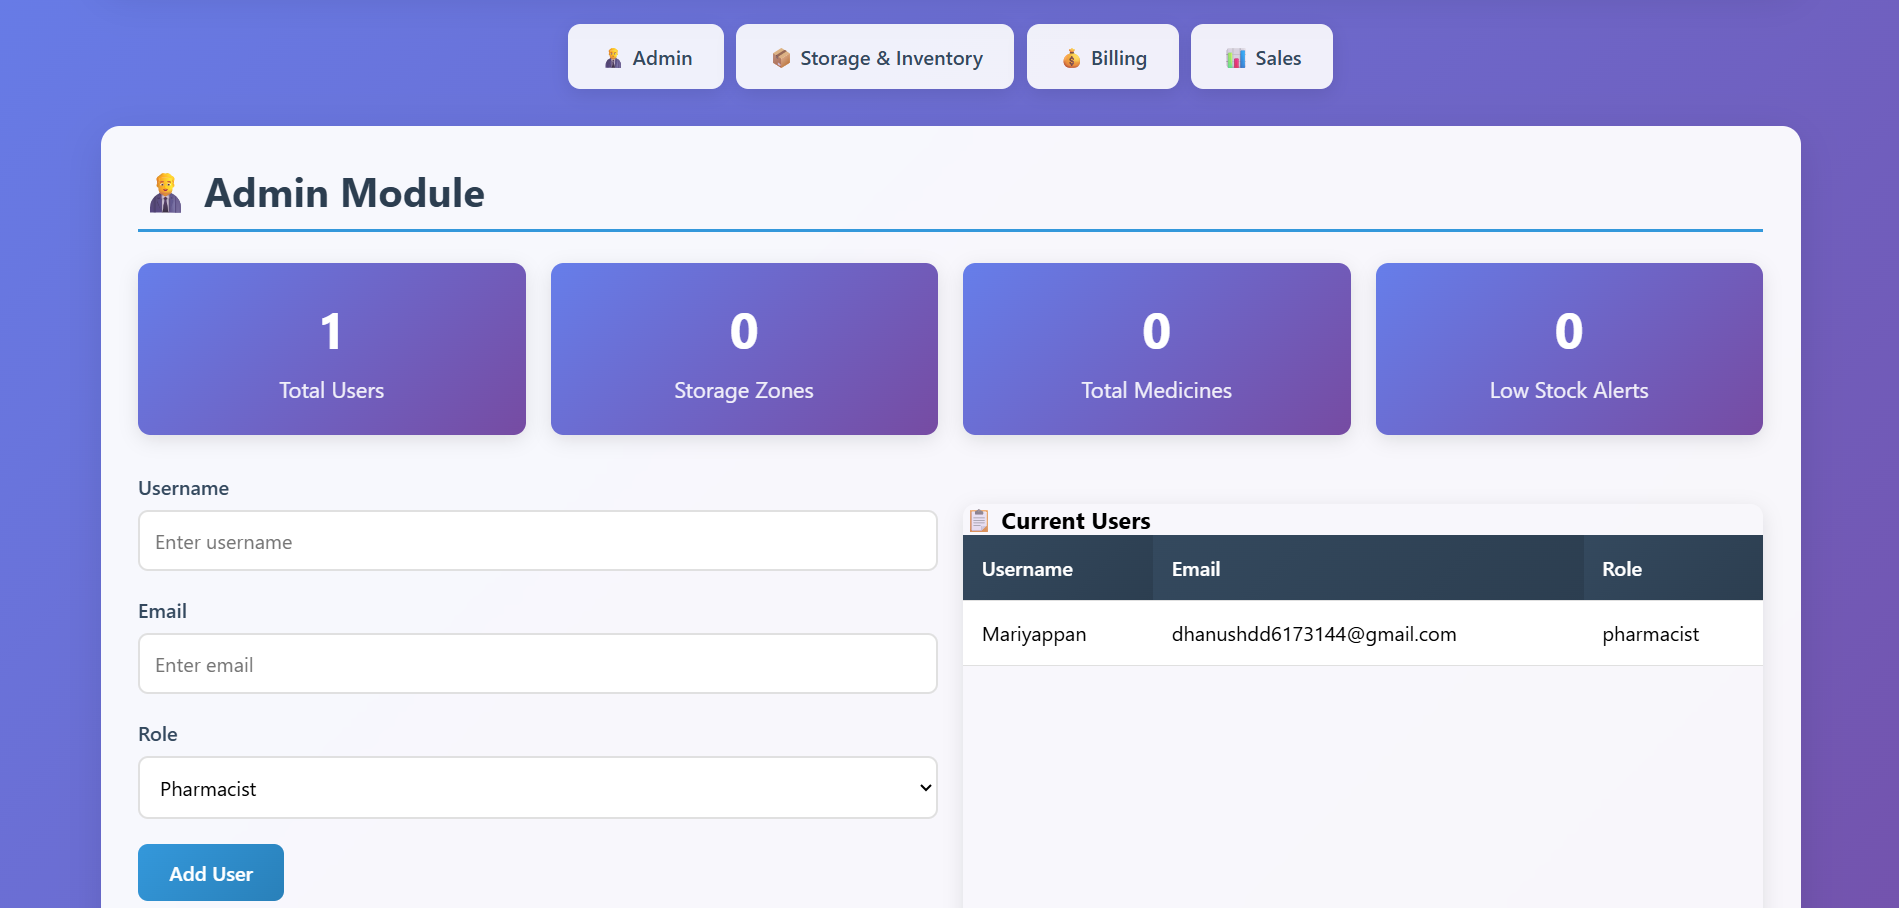 Admin
Storage & Inventory
Billing
Sales
Admin Module
1
Total Users
0
Storage Zones
0
Total Medicines
0
Low Stock Alerts
Username
Enter username
Email
Enter email
Role
Pharmacist
Add User
Current Users
Username Email Role
Mariyappan dhanushdd6173144@gmail.com pharmacist